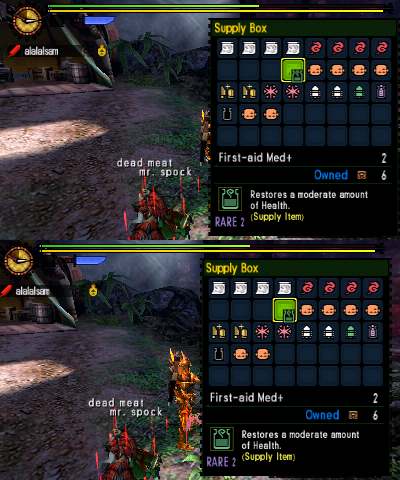 Supply Box
alalalsam
dead meat
mr. spock
First-aid Med+ 2
Owned 6
Restores a moderate amount
of Health.
(Supply Item)
RARE 2
Supply Box
alalalsam
dead meat
mr. spock
First-aid Med+ 2
Owned 6
Restores a moderate amount
of Health.
(Supply Item)
RARE 2